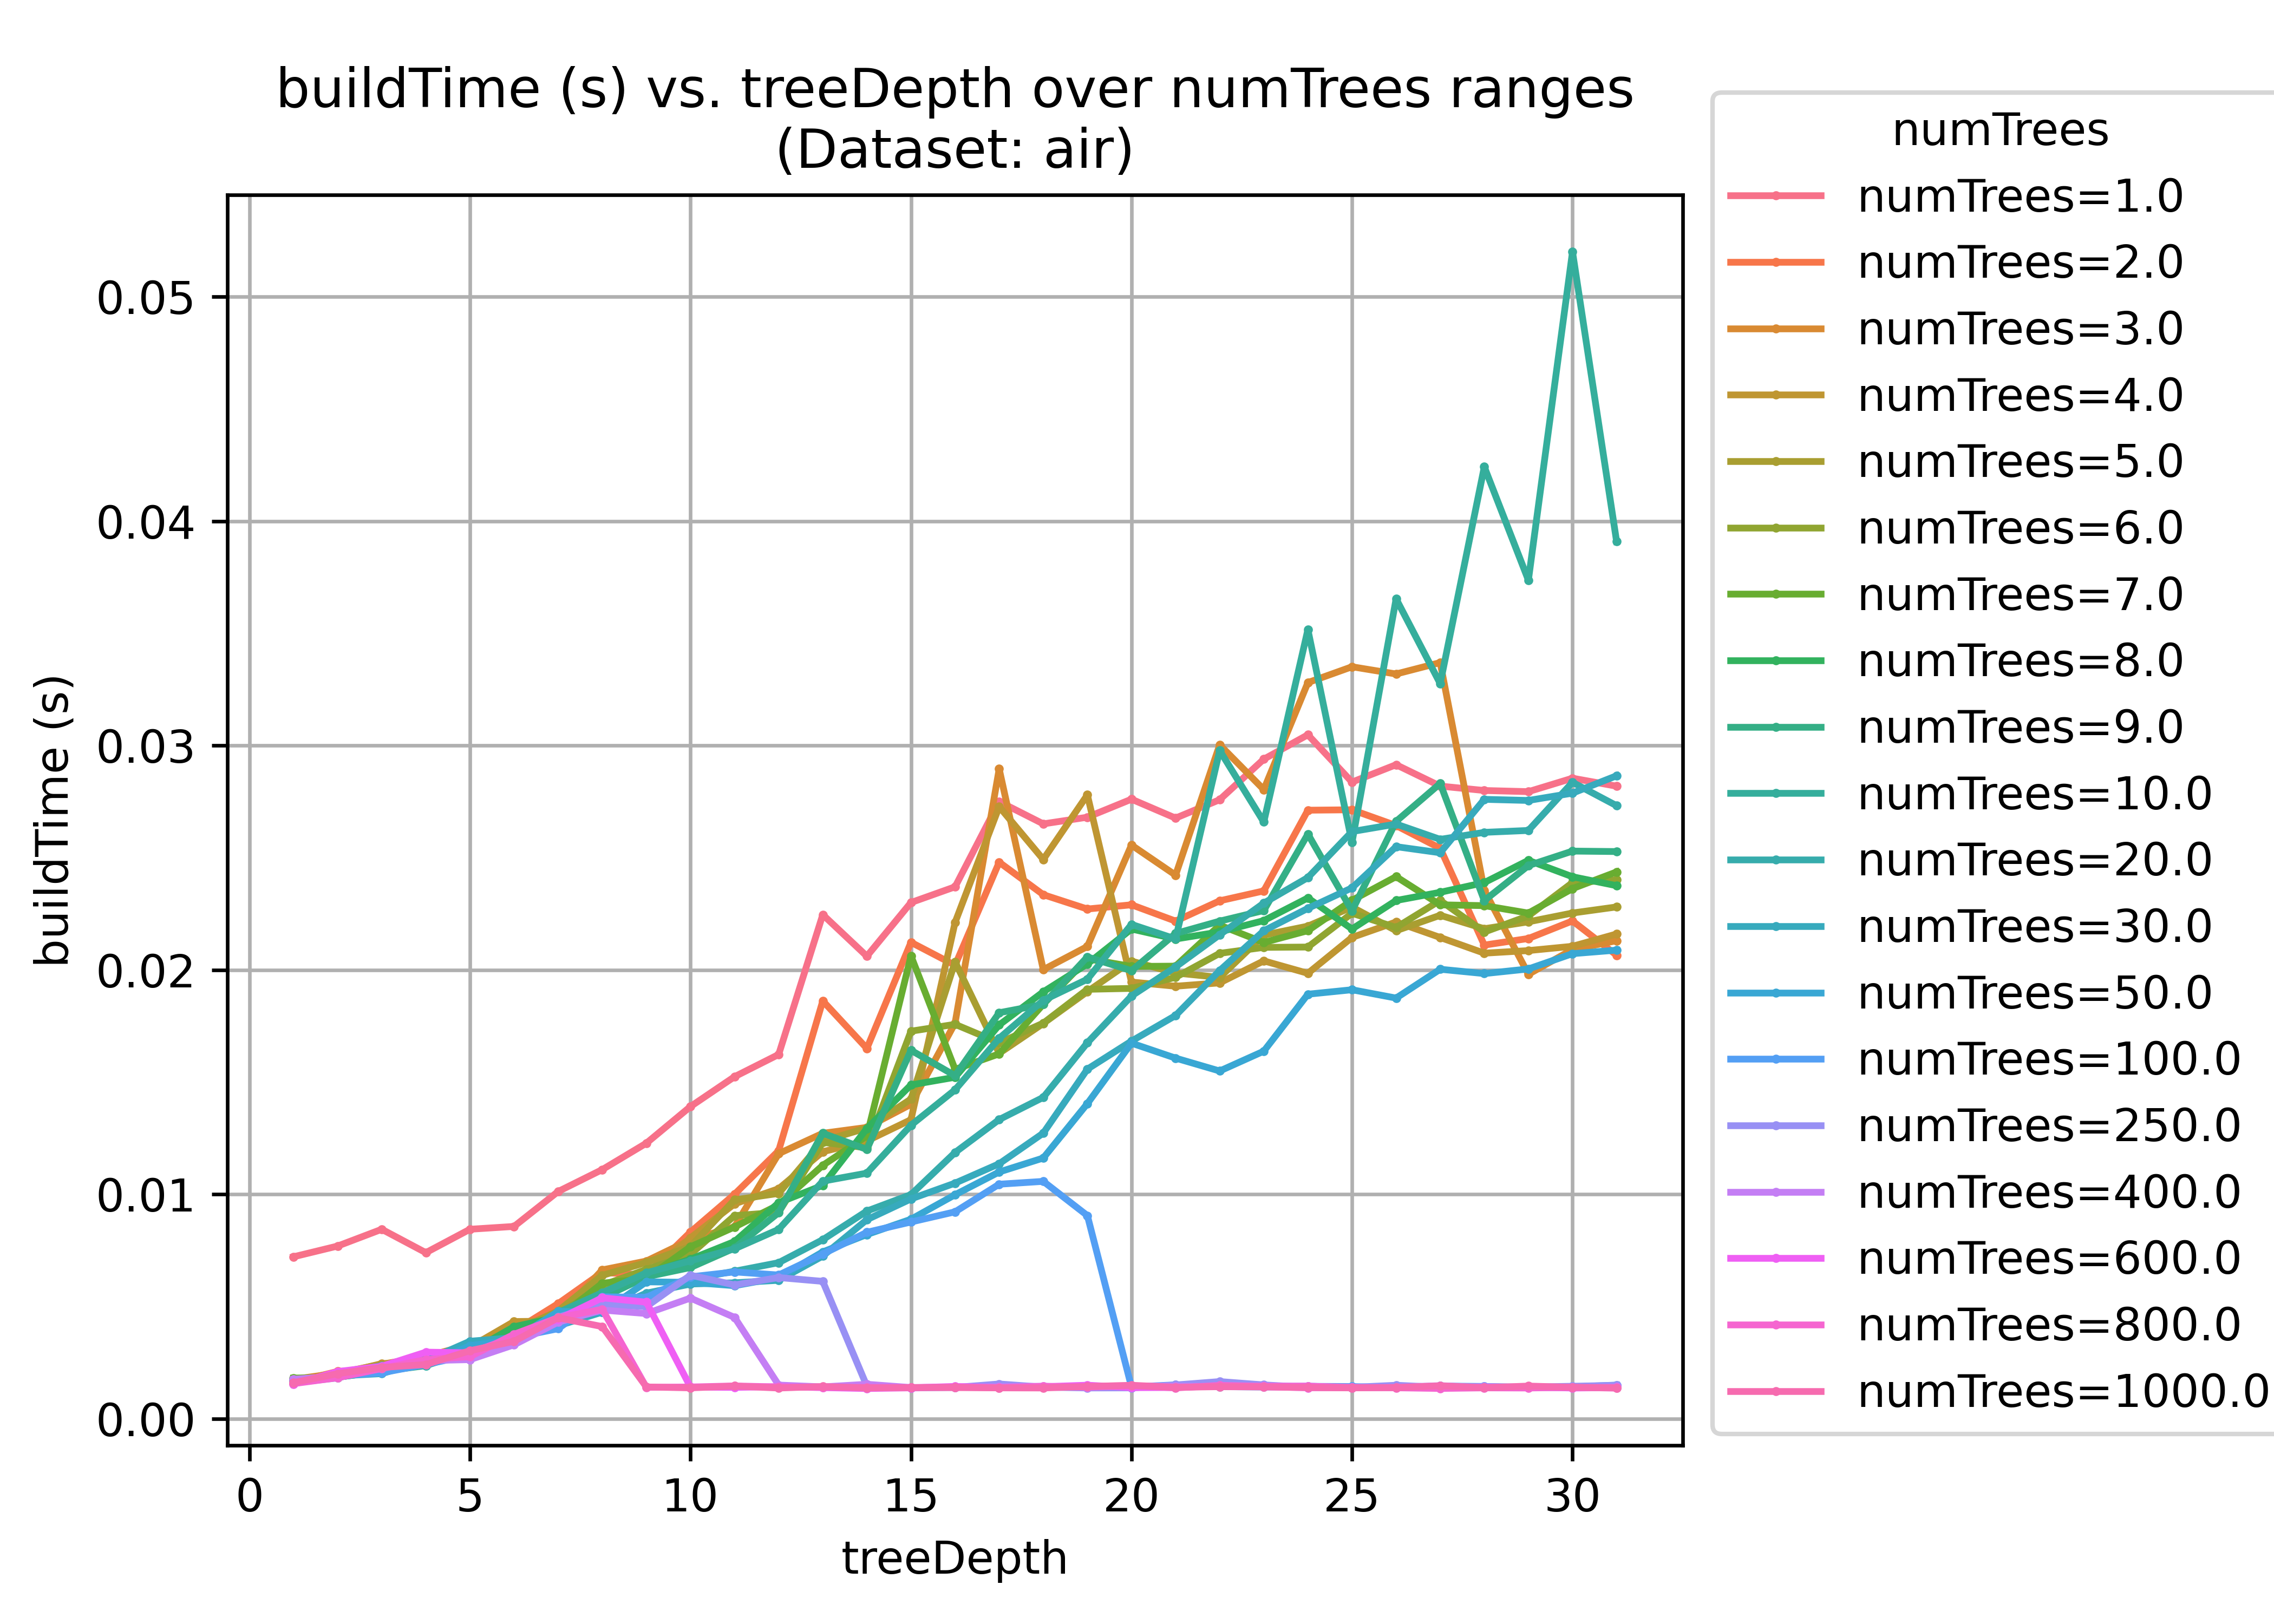 buildTime (s) vs. treeDepth over numTrees ranges
(Dataset: air)
buildTime (s)
0.05
0.04
0.03
0.02
0.01
0.00
0 5 10 15 20 25 30
treeDepth
numTrees
numTrees=1.0
numTrees=2.0
numTrees=3.0
numTrees=4.0
numTrees=5.0
numTrees=6.0
numTrees=7.0
numTrees=8.0
numTrees=9.0
numTrees=10.0
numTrees=20.0
numTrees=30.0
numTrees=50.0
numTrees=100.0
numTrees=250.0
numTrees=400.0
numTrees=600.0
numTrees=800.0
numTrees=1000.0